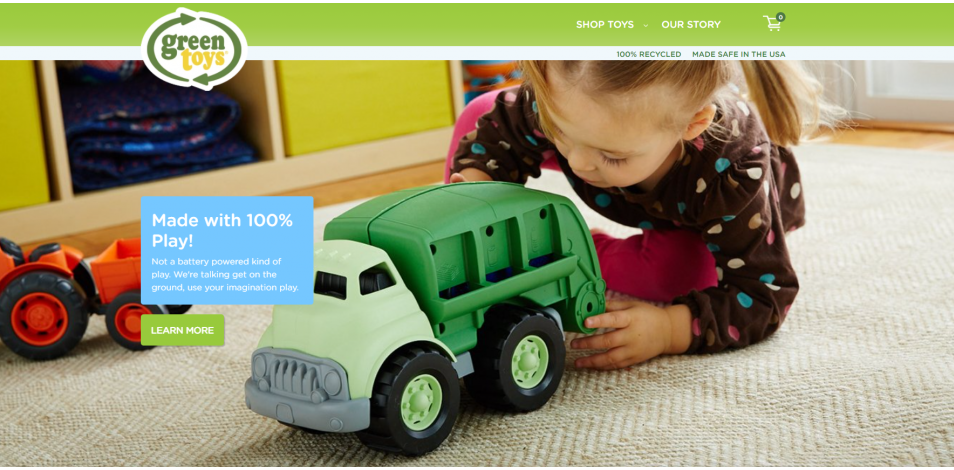 green
toys
SHOP TOYS
OUR STORY
0
100% RECYCLED MADE SAFE IN THE USA
Made with 100%
Play!
Not a battery powered kind of
play. We're talking get on the
ground, use your imagination play.
LEARN MORE